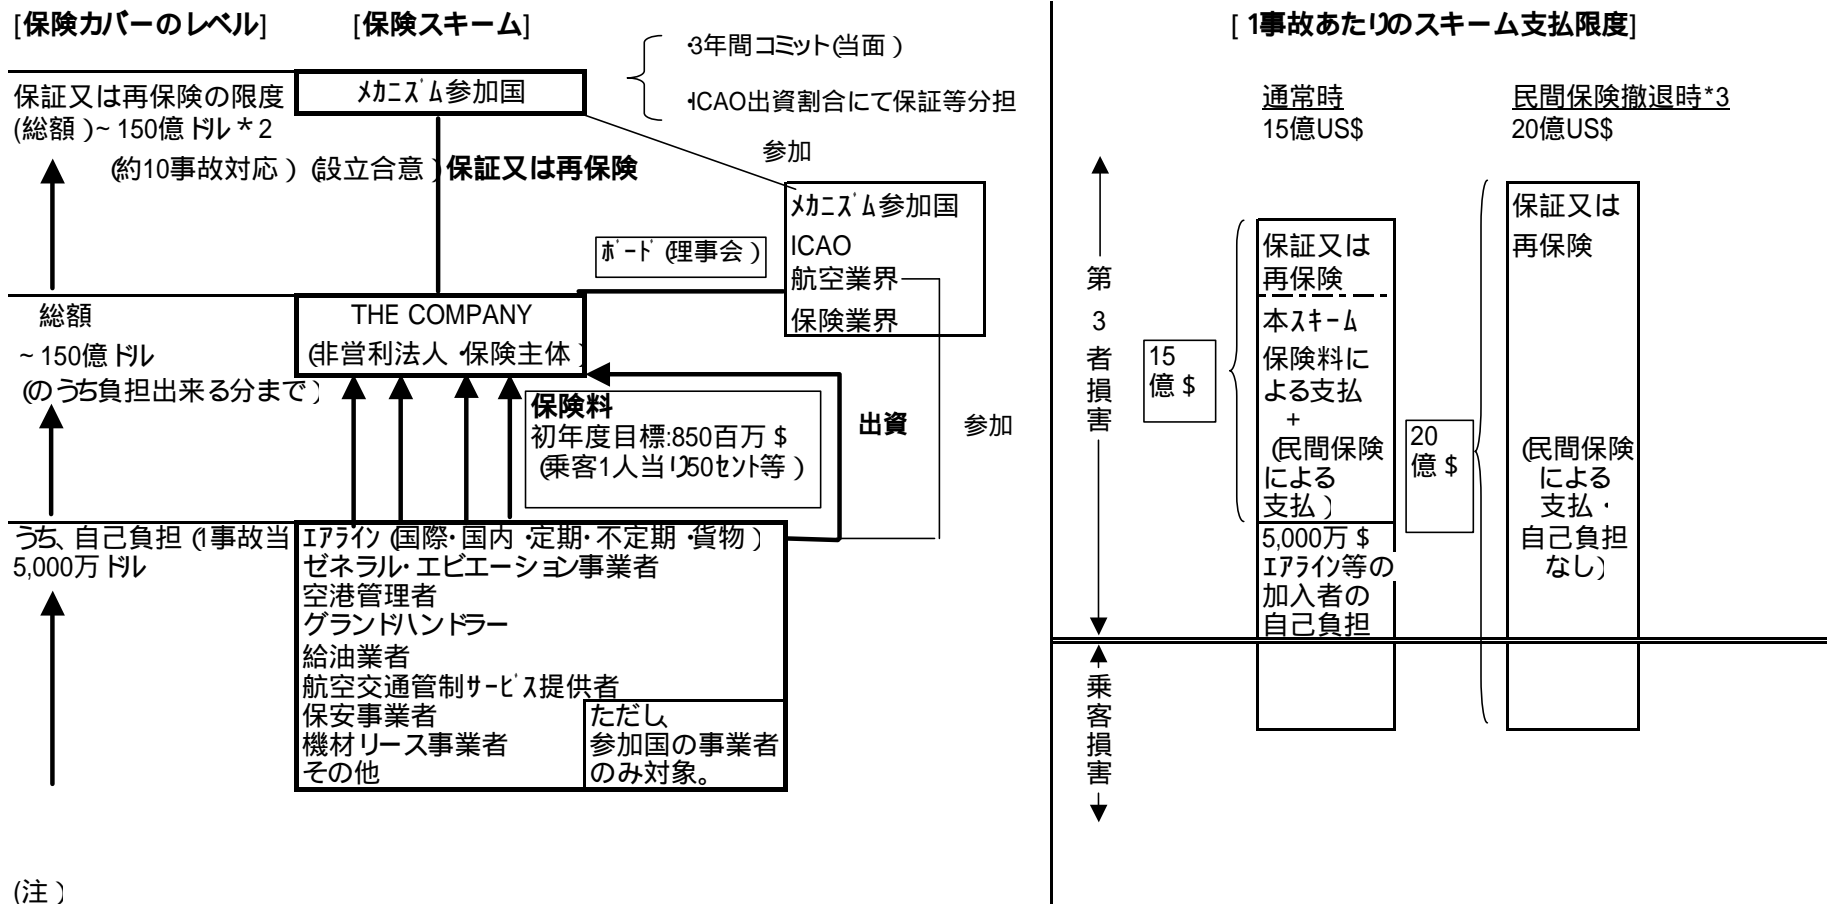 [保険カバーのレベル]
[保険スキーム]
・3年間コミット(当面)
・ICAO出資割合にて保証等分担
保証又は再保険の限度
(総額)~150億ドル*2
(約10事故対応)
(設立合意)
保証又は再保険
メカニズム参加国
参加
メカニズム参加国
ICAO
航空業界
保険業界
ボード(理事会)
総額
~150億ドル
(のうち負担出来る分まで)
THE COMPANY
(非営利法人・保険主体)
保険料
初年度目標:850百万$
(乗客1人当り50セント等)
出資
参加
うち、自己負担(1事故当
5,000万ドル
エアライン(国際・国内・定期・不定期・貨物)
ゼネラル・エビエーション事業者
空港管理者
グランドハンドラー
給油業者
航空交通管制サービス提供者
保安事業者
機材リース事業者
その他
ただし、
参加国の事業者
のみ対象。
(注)
[1事故あたりのスキーム支払限度]
通常時
15億US$
民間保険撤退時*3
20億US$
第
3
者
損
害
15
億$
保証又は
再保険
本スキーム
保険料に
よる支払
+
(民間保険
による
支払)
5,000万$
エアライン等の
加入者の
自己負担
20
億$
保証又は
再保険
(民間保険
による
支払・
自己負担
なし)
乗
客
損
害